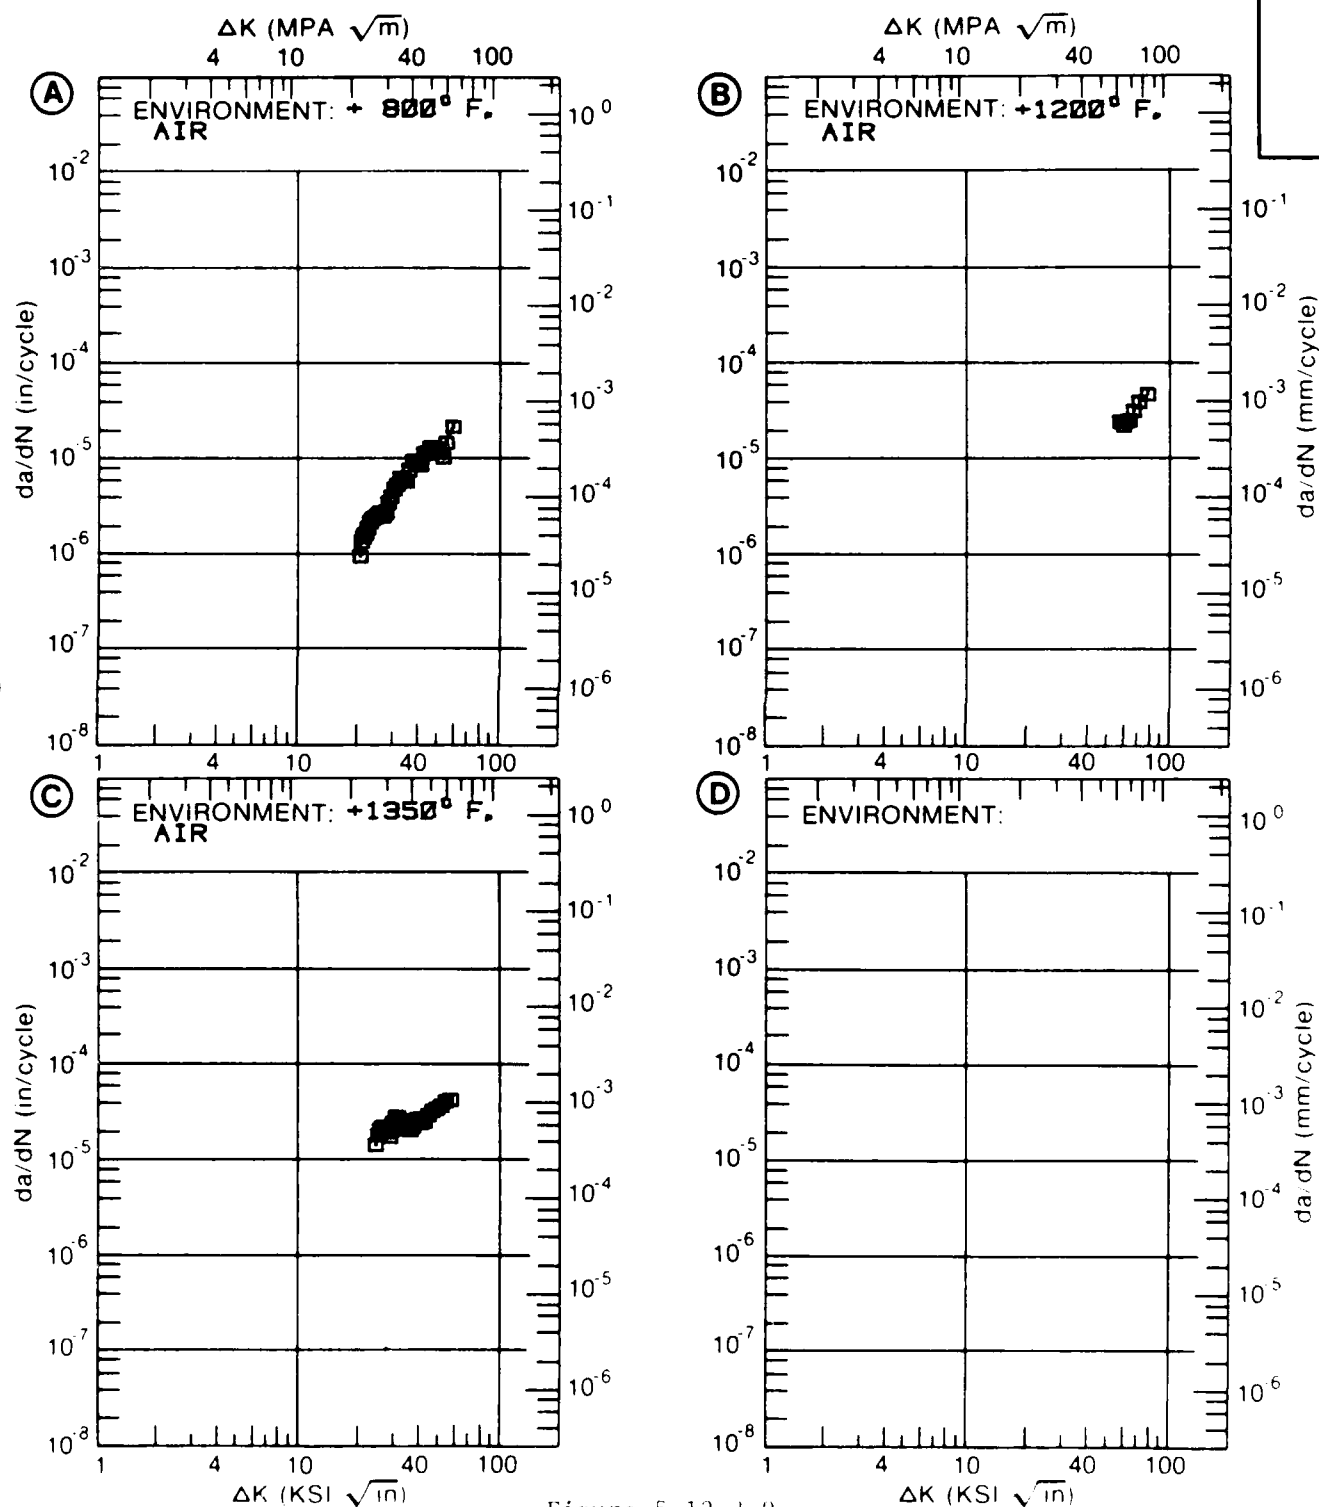 ΔK (MPA √m) ΔK (MPA √m)
4 10 40 100 4 10 40 100
A ENVIRONMENT: + 800° F. B ENVIRONMENT: +1200° F.
AIR AIR
10^0
10^-2 10^-2
10^-1 10^-1
10^-3 10^-3
10^-2 10^-2
10^-4 10^-4
10^-3 10^-3
10^-5 10^-5
10^-4 10^-4
10^-6 10^-6
10^-5 10^-5
10^-7 10^-7
10^-6 10^-6
10^-8 10^-8
da/dN (in/cycle) da/dN (mm/cycle)
1 4 10 40 100 1 4 10 40 100
C ENVIRONMENT: +1350° F. D ENVIRONMENT:
AIR
10^0 10^0
10^-2 10^-2
10^-1 10^-1
10^-3 10^-3
10^-2 10^-2
10^-4 10^-4
10^-3 10^-3
10^-5 10^-5
10^-4 10^-4
10^-6 10^-6
10^-5 10^-5
10^-7 10^-7
10^-6 10^-6
10^-8 10^-8
da/dN (in/cycle) da/dN (mm/cycle)
1 4 10 40 100 1 4 10 40 100
ΔK (KSI √in) ΔK (KSI √in)
Figure 5.12